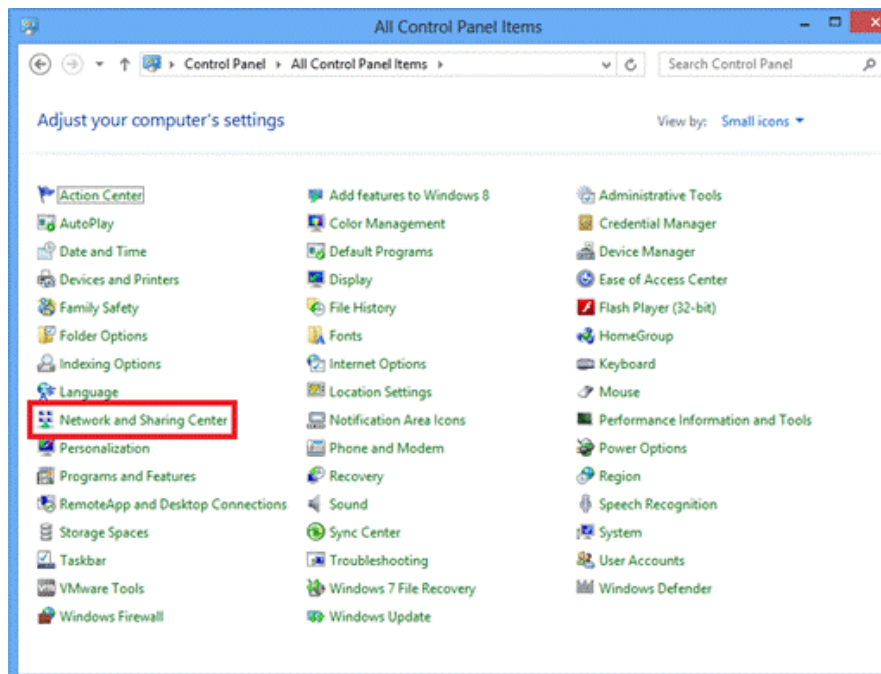 All Control Panel Items
Control Panel All Control Panel Items Search Control Panel
Adjust your computer's settings
View by: Small icons
Action Center Add features to Windows 8 Administrative Tools
AutoPlay Color Management Credential Manager
Date and Time Default Programs Device Manager
Devices and Printers Display Ease of Access Center
Family Safety File History Flash Player (32-bit)
Folder Options Fonts HomeGroup
Indexing Options Internet Options Keyboard
Language Location Settings Mouse
Network and Sharing Center Notification Area Icons Performance Information and Tools
Personalization Phone and Modem Power Options
Programs and Features Recovery Region
RemoteApp and Desktop Connections Sound Speech Recognition
Storage Spaces Sync Center System
Taskbar Troubleshooting User Accounts
VMware Tools Windows 7 File Recovery Windows Defender
Windows Firewall Windows Update